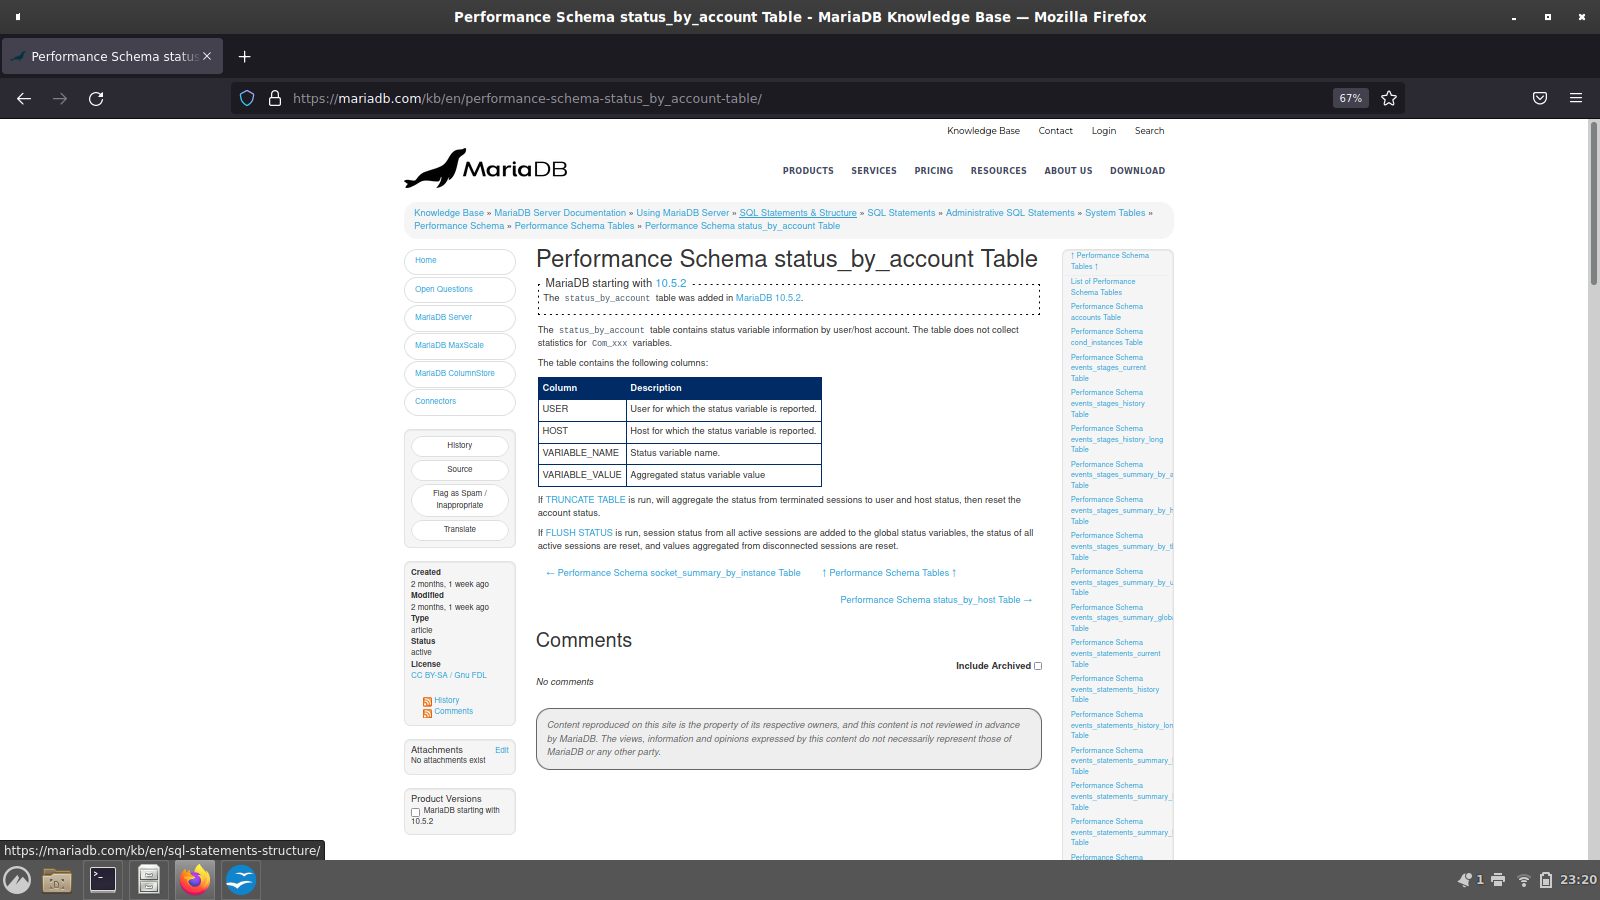 Performance Schema status_by_account Table - MariaDB Knowledge Base — Mozilla Firefox
Performance Schema status
https://mariadb.com/kb/en/performance-schema-status_by_account-table/
67%
Knowledge Base Contact Login Search
MariaDB
PRODUCTS SERVICES PRICING RESOURCES ABOUT US DOWNLOAD
Knowledge Base » MariaDB Server Documentation » Using MariaDB Server » SQL Statements & Structure » SQL Statements » Administrative SQL Statements » System Tables »
Performance Schema » Performance Schema Tables » Performance Schema status_by_account Table
Home
Open Questions
MariaDB Server
MariaDB MaxScale
MariaDB ColumnStore
Connectors
History
Source
Flag as Spam /
Inappropriate
Translate
Created
2 months, 1 week ago
Modified
2 months, 1 week ago
Type
article
Status
active
License
CC BY-SA / Gnu FDL
History
Comments
Attachments Edit
No attachments exist
Product Versions
MariaDB starting with
10.5.2
Performance Schema status_by_account Table
MariaDB starting with 10.5.2
The status_by_account table was added in MariaDB 10.5.2.
The status_by_account table contains status variable information by user/host account. The table does not collect
statistics for Com_xxx variables.
The table contains the following columns:
Column Description
USER User for which the status variable is reported.
HOST Host for which the status variable is reported.
VARIABLE_NAME Status variable name.
VARIABLE_VALUE Aggregated status variable value
If TRUNCATE TABLE is run, will aggregate the status from terminated sessions to user and host status, then reset the
account status.
If FLUSH STATUS is run, session status from all active sessions are added to the global status variables, the status of all
active sessions are reset, and values aggregated from disconnected sessions are reset.
← Performance Schema socket_summary_by_instance Table ↑ Performance Schema Tables ↑
Performance Schema status_by_host Table →
Comments
Include Archived
No comments
Content reproduced on this site is the property of its respective owners, and this content is not reviewed in advance
by MariaDB. The views, information and opinions expressed by this content do not necessarily represent those of
MariaDB or any other party.
↑ Performance Schema
Tables ↑
List of Performance
Schema Tables
Performance Schema
accounts Table
Performance Schema
cond_instances Table
Performance Schema
events_stages_current
Table
Performance Schema
events_stages_history
Table
Performance Schema
events_stages_history_long
Table
Performance Schema
events_stages_summary_by_a
Table
Performance Schema
events_stages_summary_by_h
Table
Performance Schema
events_stages_summary_by_t
Table
Performance Schema
events_stages_summary_by_u
Table
Performance Schema
events_stages_summary_glob
Table
Performance Schema
events_statements_current
Table
Performance Schema
events_statements_history
Table
Performance Schema
events_statements_history_lon
Table
Performance Schema
events_statements_summary_
Table
Performance Schema
events_statements_summary_
Table
Performance Schema
events_statements_summary_
Table
Performance Schema
https://mariadb.com/kb/en/sql-statements-structure/
1 23:20